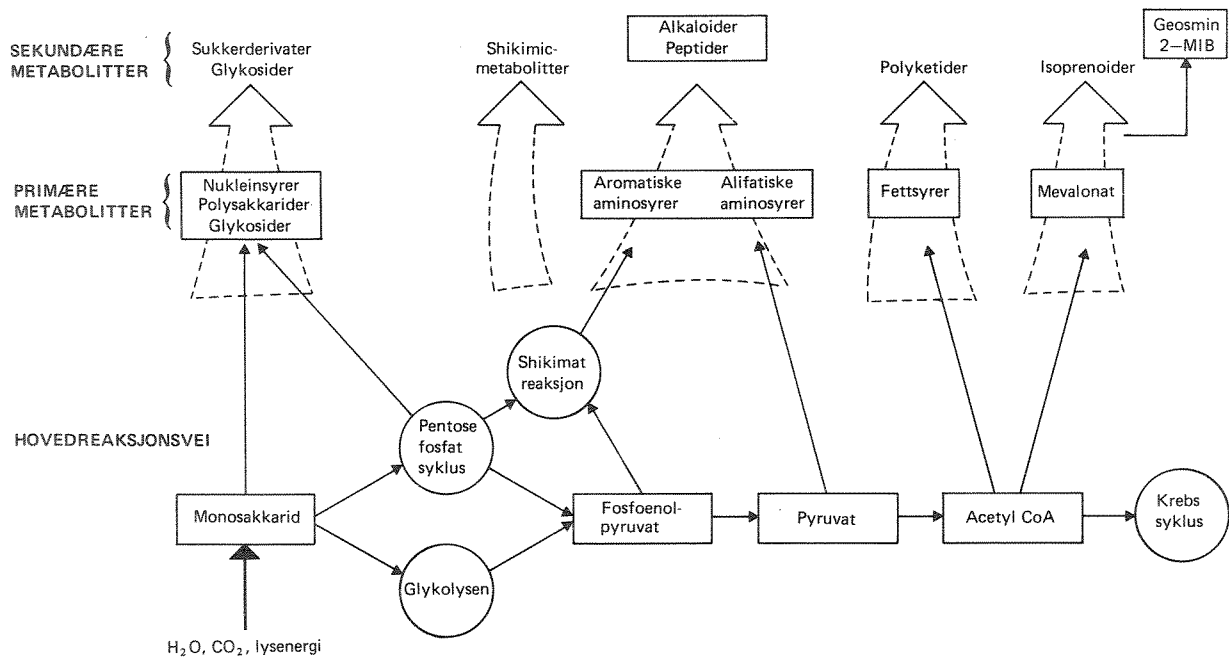 SEKUNDÆRE
METABOLITTER
Sukkerderivater
Glykosider
Shikimic-
metabolitter
Alkaloider
Peptider
Polyketider
Isoprenoider
Geosmin
2-MIB
PRIMÆRE
METABOLITTER
Nukleinsyrer
Polysakkarider
Glykosider
Aromatiske
aminosyrer
Alifatiske
aminosyrer
Fettsyrer
Mevalonat
HOVEDREAKSJONSVEI
Shikimat
reaksjon
Pentose
fosfat
syklus
Monosakkarid
Glykolysen
Fosfoenol-
pyruvat
Pyruvat
Acetyl CoA
Krebs
syklus
H₂O, CO₂, lysenergi